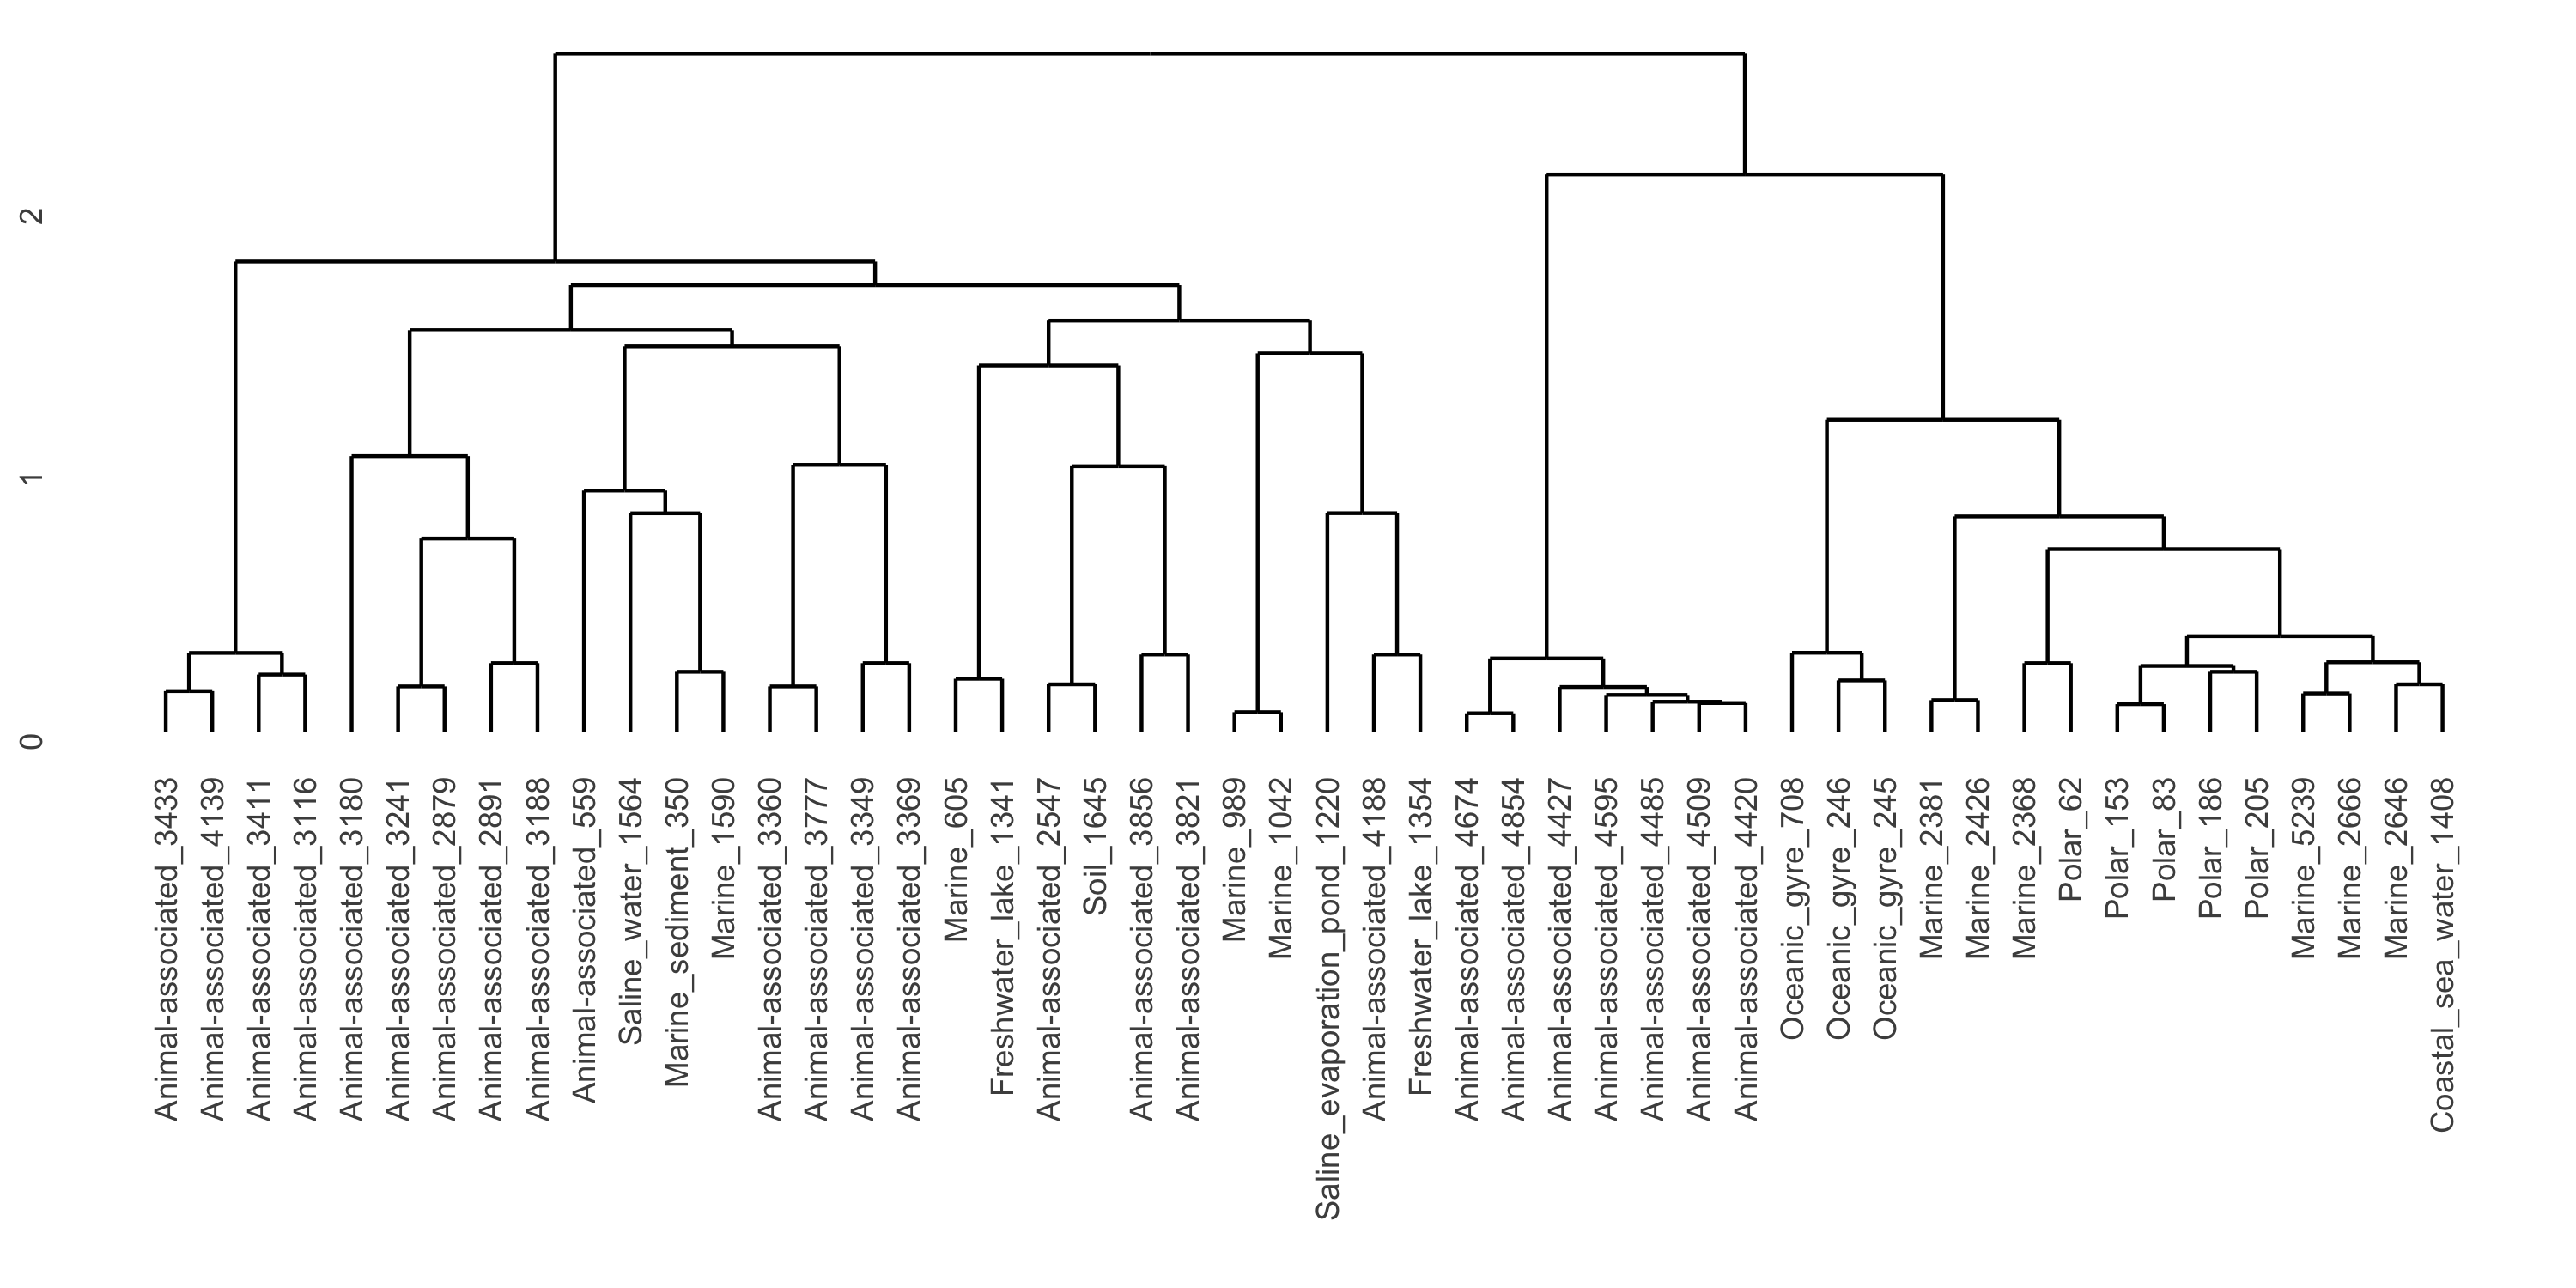 2
1
0
Animal-associated_3433
Animal-associated_4139
Animal-associated_3411
Animal-associated_3116
Animal-associated_3180
Animal-associated_3241
Animal-associated_2879
Animal-associated_2891
Animal-associated_3188
Animal-associated_559
Saline_water_1564
Marine_sediment_350
Marine_1590
Animal-associated_3360
Animal-associated_3777
Animal-associated_3349
Animal-associated_3369
Marine_605
Freshwater_lake_1341
Animal-associated_2547
Soil_1645
Animal-associated_3856
Animal-associated_3821
Marine_989
Marine_1042
Saline_evaporation_pond_1220
Animal-associated_4188
Freshwater_lake_1354
Animal-associated_4674
Animal-associated_4854
Animal-associated_4427
Animal-associated_4595
Animal-associated_4485
Animal-associated_4509
Animal-associated_4420
Oceanic_gyre_708
Oceanic_gyre_246
Oceanic_gyre_245
Marine_2381
Marine_2426
Marine_2368
Polar_62
Polar_153
Polar_83
Polar_186
Polar_205
Marine_5239
Marine_2666
Marine_2646
Coastal_sea_water_1408